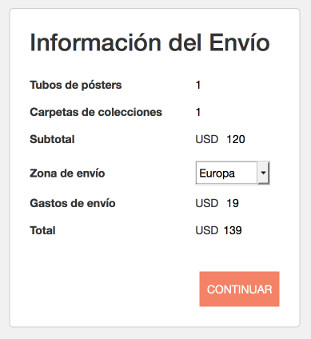 Información del Envío
Tubos de pósters 1
Carpetas de colecciones 1
Subtotal USD 120
Zona de envío Europa
Gastos de envío USD 19
Total USD 139
CONTINUAR